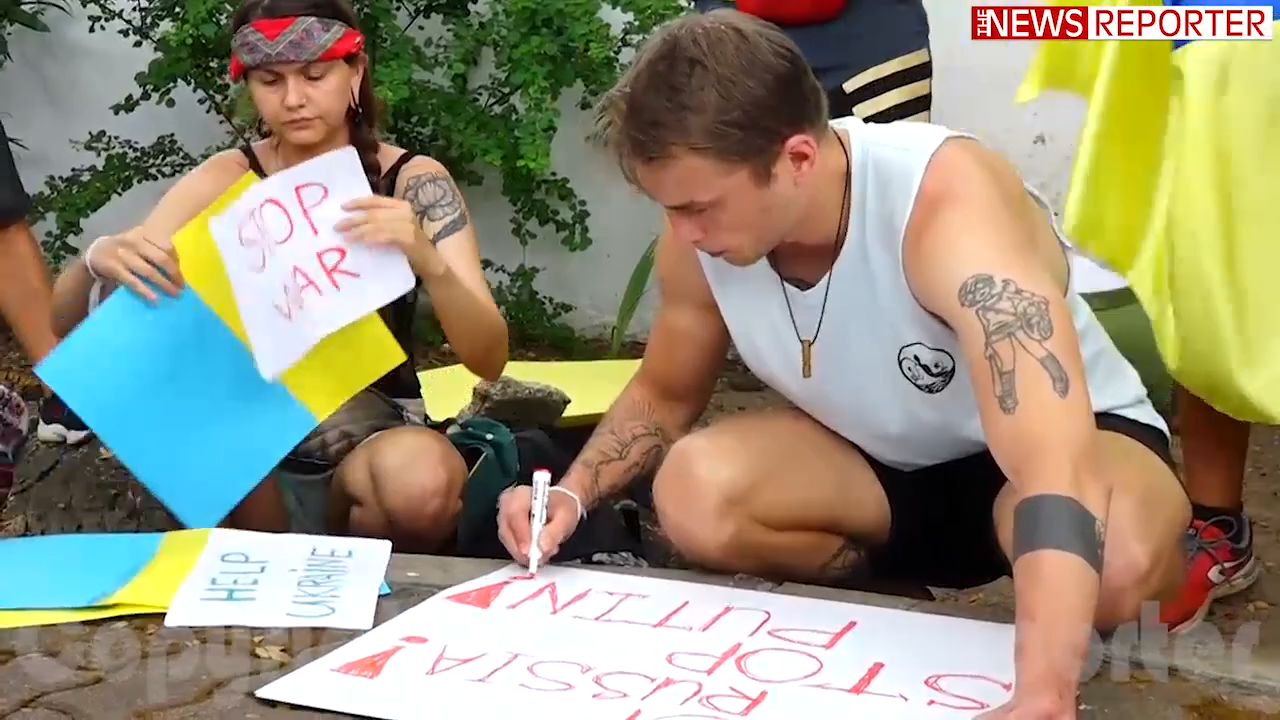 THE NEWS REPORTER
STOP
WAR
HELP
UKRAINE
STOP
PUTIN!
RUSSIA!